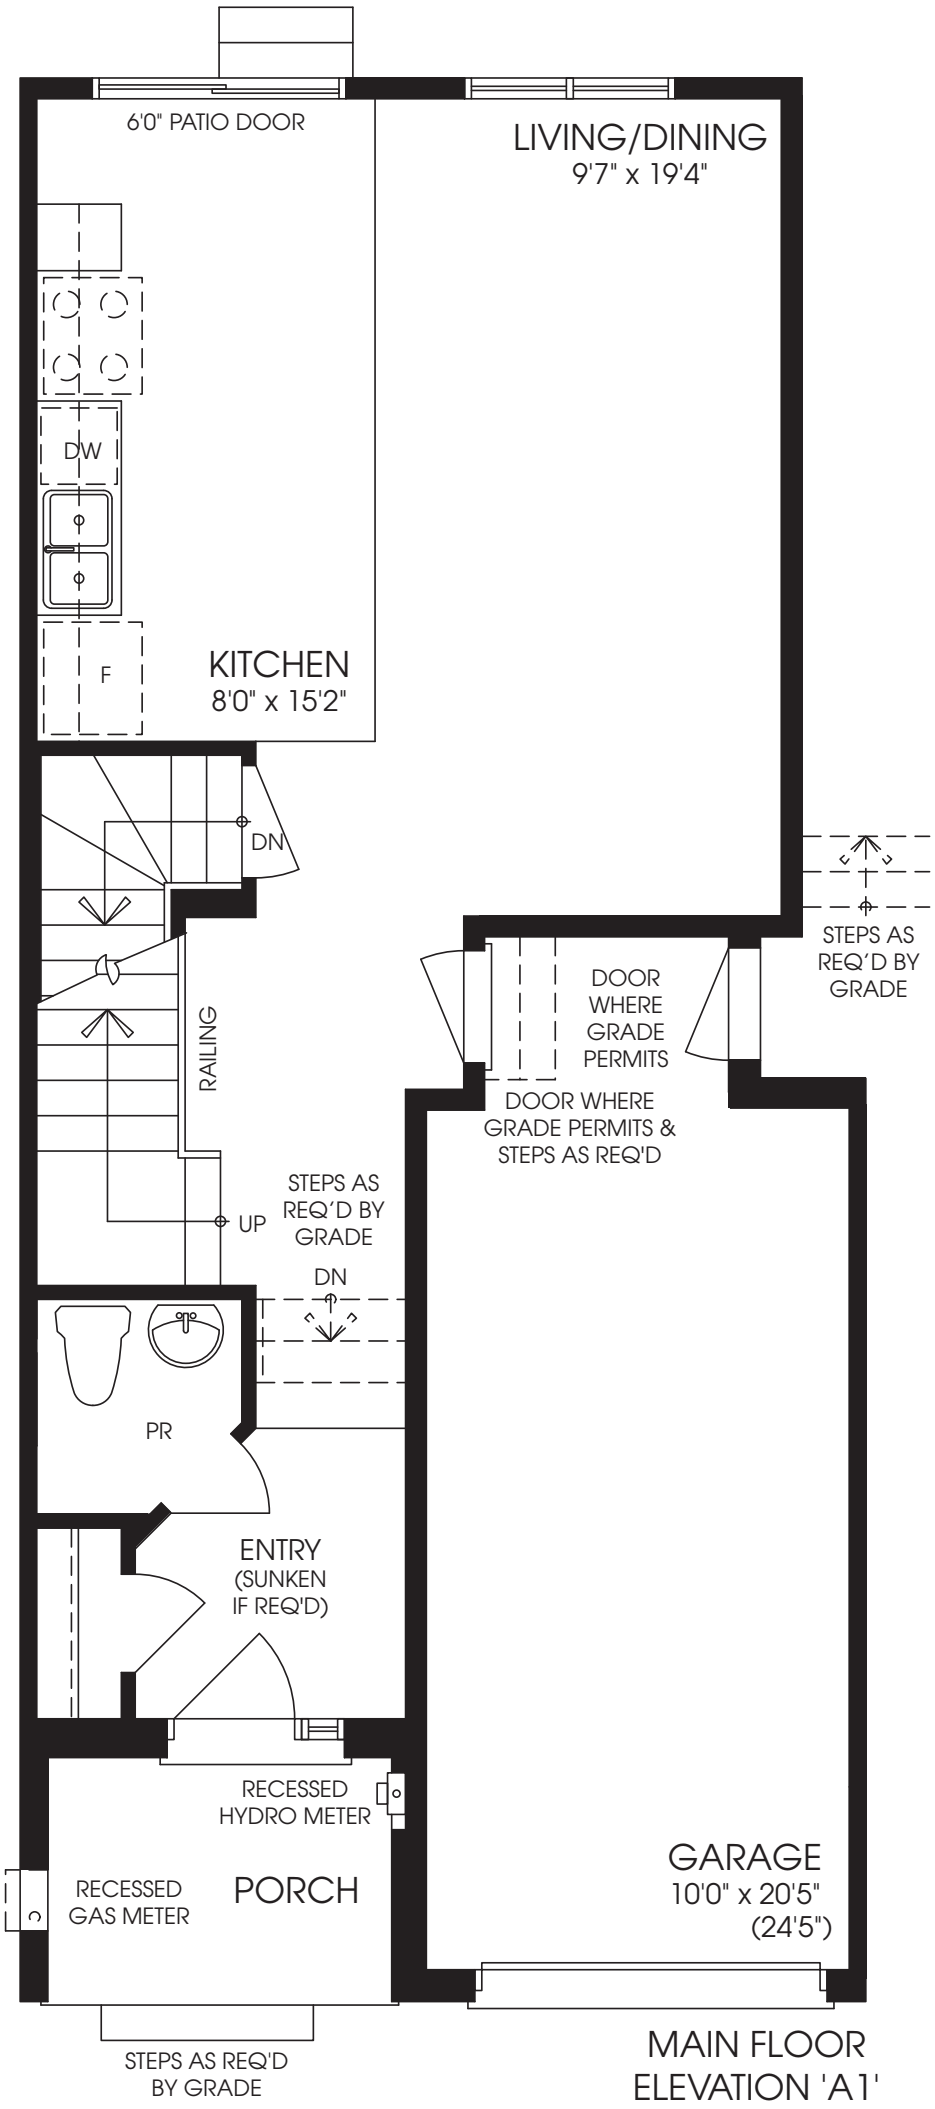 6'0" PATIO DOOR
LIVING/DINING
9'7" x 19'4"
DW
F
KITCHEN
8'0" x 15'2"
DN
STEPS AS
REQ'D BY
GRADE
DOOR
WHERE
GRADE
PERMITS
RAILING
DOOR WHERE
GRADE PERMITS &
STEPS AS REQ'D
STEPS AS
REQ'D BY
GRADE
UP
DN
PR
ENTRY
(SUNKEN
IF REQ'D)
RECESSED
HYDRO METER
RECESSED
GAS METER
PORCH
GARAGE
10'0" x 20'5"
(24'5")
STEPS AS REQ'D
BY GRADE
MAIN FLOOR
ELEVATION 'A1'